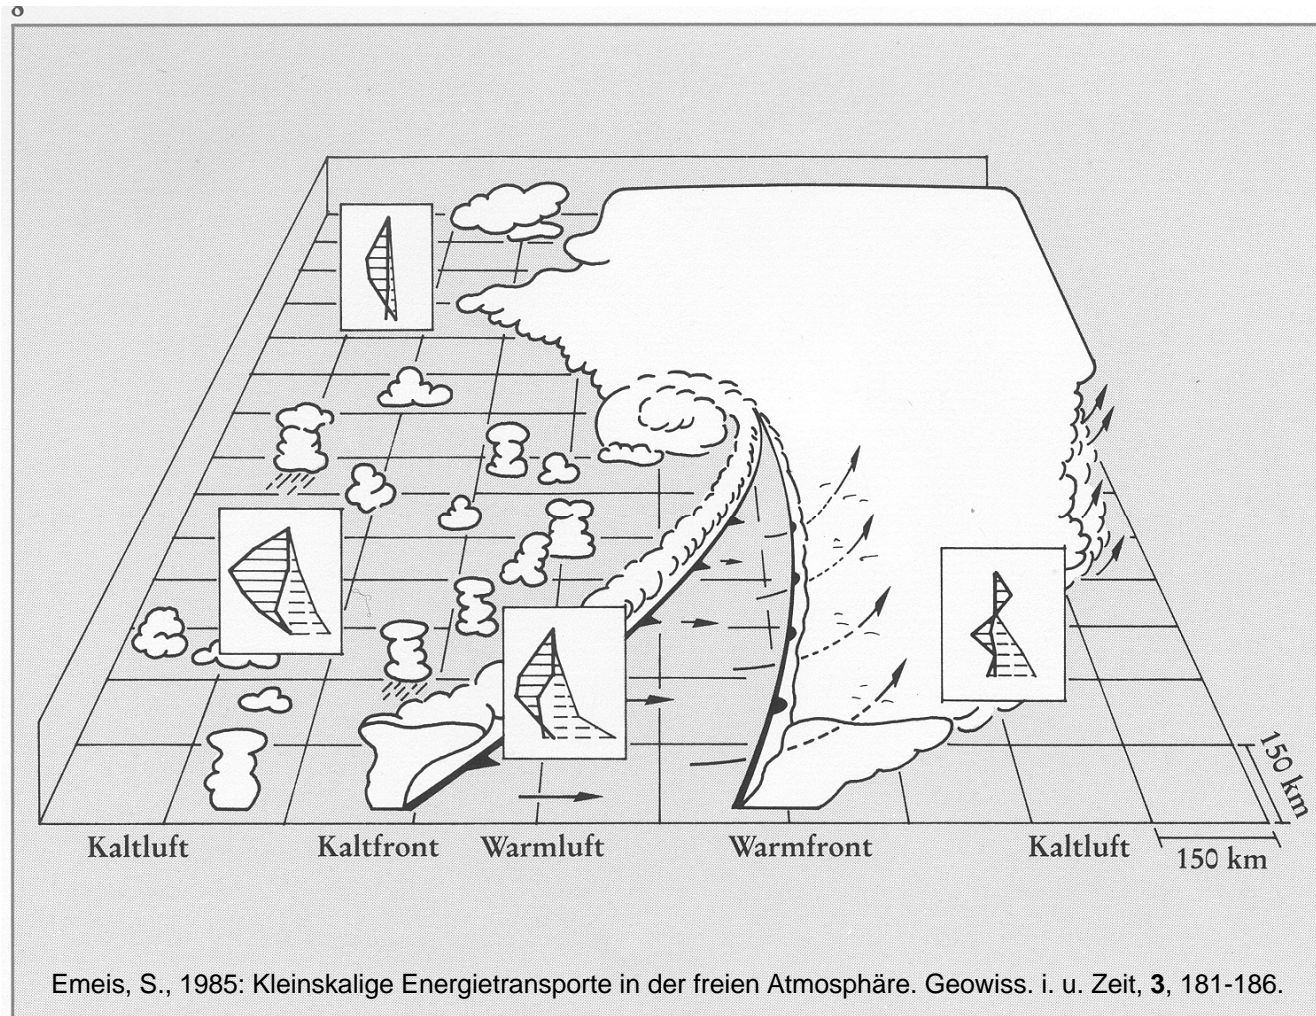 Kaltluft
Kaltfront
Warmluft
Warmfront
Kaltluft
150 km
150 km
Emeis, S., 1985: Kleinskalige Energietransporte in der freien Atmosphäre. Geowiss. i. u. Zeit, 3, 181-186.